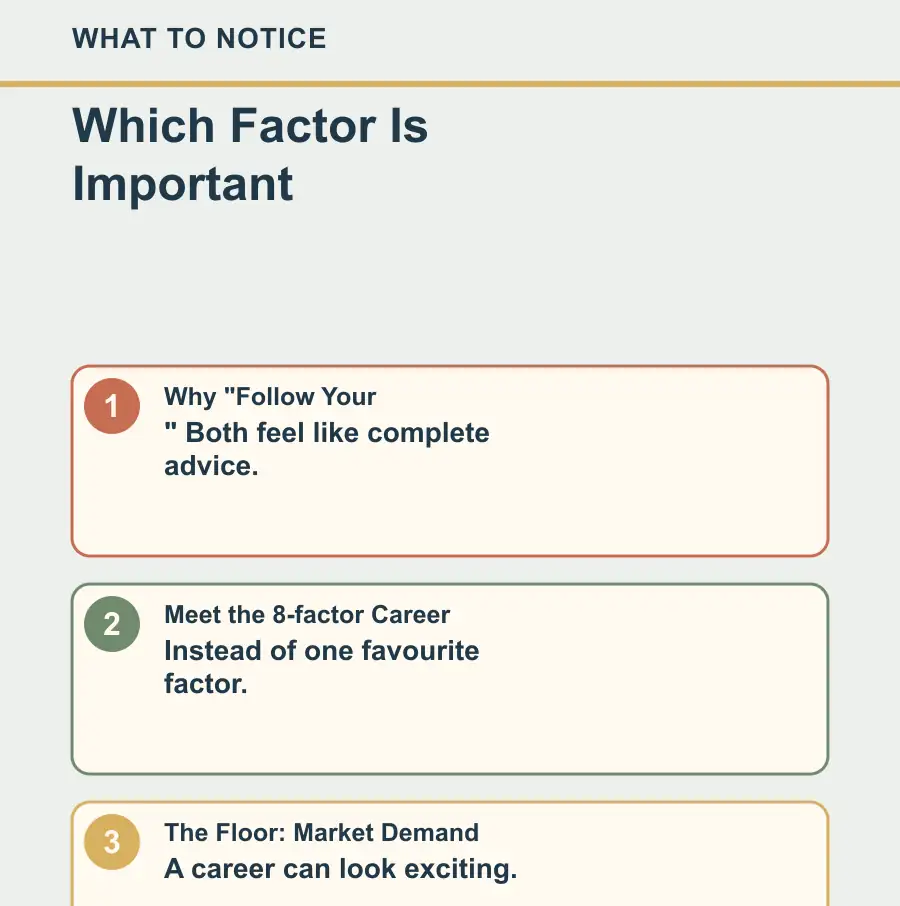 WHAT TO NOTICE
Which Factor Is
Important
1
Why "Follow Your
" Both feel like complete
advice.
2
Meet the 8-factor Career
Instead of one favourite
factor.
3
The Floor: Market Demand
A career can look exciting.